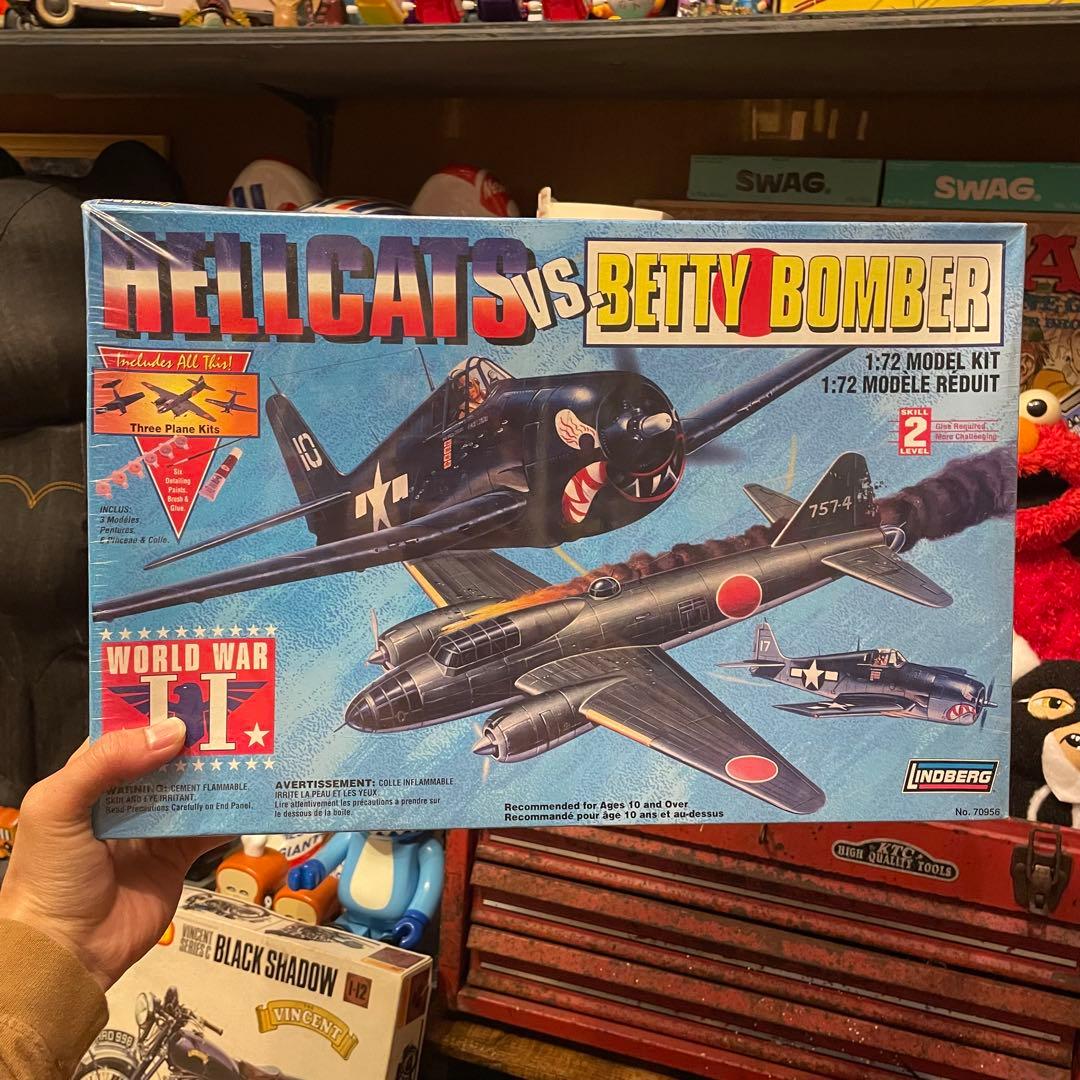 SWAG.
SWAG.
HELLCATS VS. BETTY BOMBER
1:72 MODEL KIT
1:72 MODÈLE RÉDUIT
SKILL
2
LEVEL
Glue Required
More Challenging
Includes All This!
Three Plane Kits
Six
Detailing
Paints,
Brush &
Glue.
INCLUS:
3 Modèles,
Peintures,
& Colle.
10
757-4
17
WORLD WAR
II
WARNING: CEMENT FLAMMABLE,
SKIN AND EYE IRRITANT.
Read Precautions Carefully on End Panel.
AVERTISSEMENT: COLLE INFLAMMABLE
IRRITE LA PEAU ET LES YEUX.
Lire attentivement les précautions a prendre sur
le dessous de la boîte.
Recommended for Ages 10 and Over
Recommandé pour âge 10 ans et au-dessus
LINDBERG
No. 70956
KTC
HIGH QUALITY TOOLS
GIANT
VINCENT
SERIES C
BLACK SHADOW
1-12
VINCENT